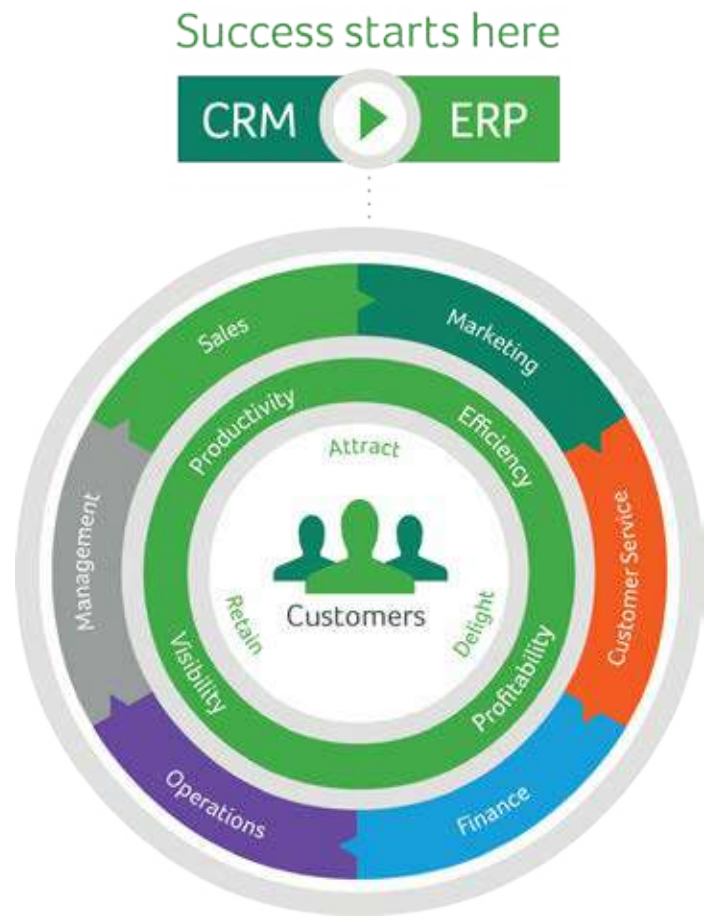 Success starts here
CRM
ERP
Sales
Marketing
Customer Service
Finance
Operations
Management
Productivity
Efficiency
Profitability
Visibility
Attract
Delight
Retain
Customers